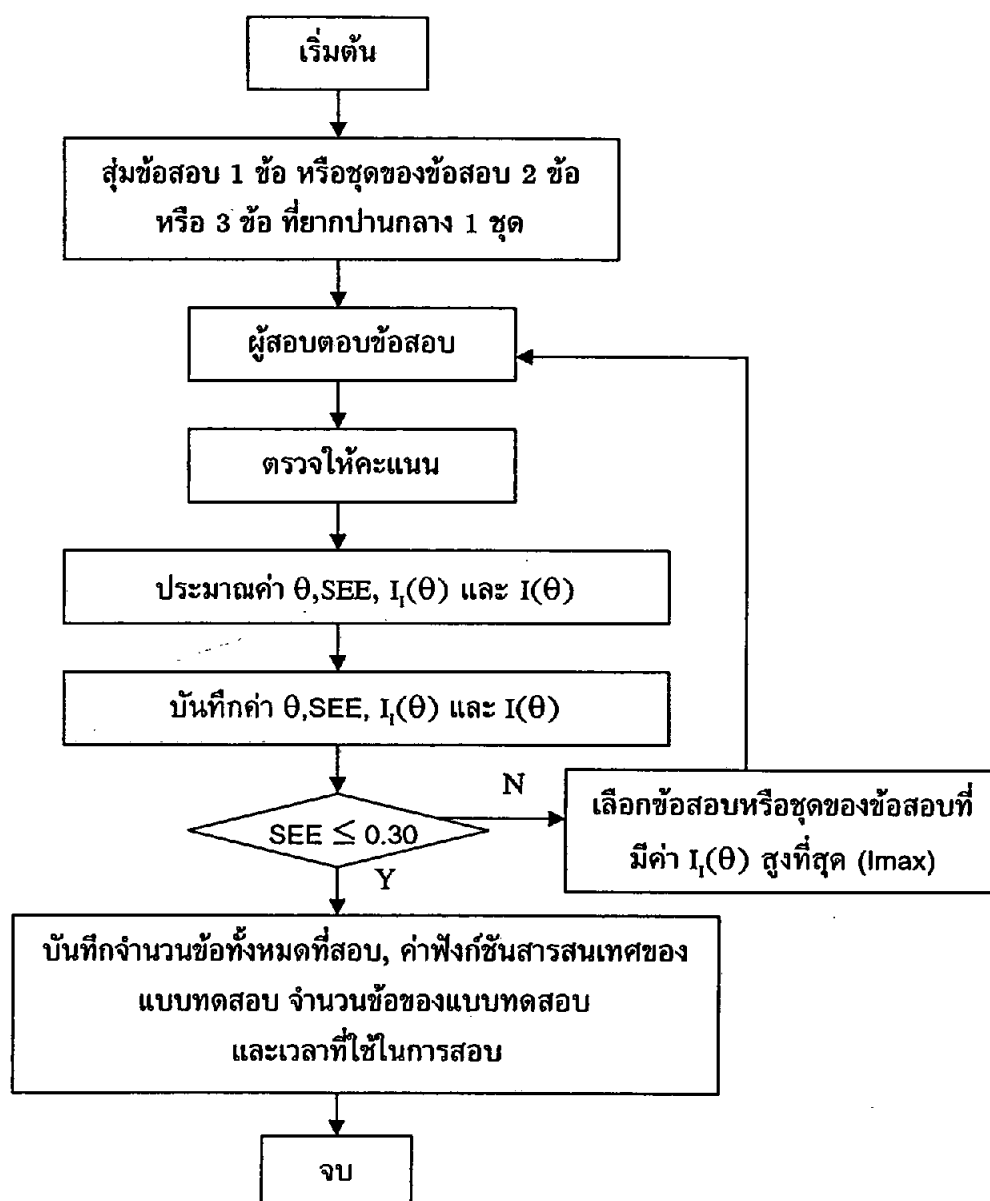 เริ่มต้น
สุ่มข้อสอบ 1 ข้อ หรือชุดของข้อสอบ 2 ข้อ
หรือ 3 ข้อ ที่ยากปานกลาง 1 ชุด
ผู้สอบตอบข้อสอบ
ตรวจให้คะแนน
ประมาณค่า θ,SEE, I_I(θ) และ I(θ)
บันทึกค่า θ,SEE, I_I(θ) และ I(θ)
SEE ≤ 0.30
N
เลือกข้อสอบหรือชุดของข้อสอบที่
มีค่า I_I(θ) สูงที่สุด (Imax)
Y
บันทึกจำนวนข้อทั้งหมดที่สอบ, ค่าฟังก์ชันสารสนเทศของ
แบบทดสอบ จำนวนข้อของแบบทดสอบ
และเวลาที่ใช้ในการสอบ
จบ